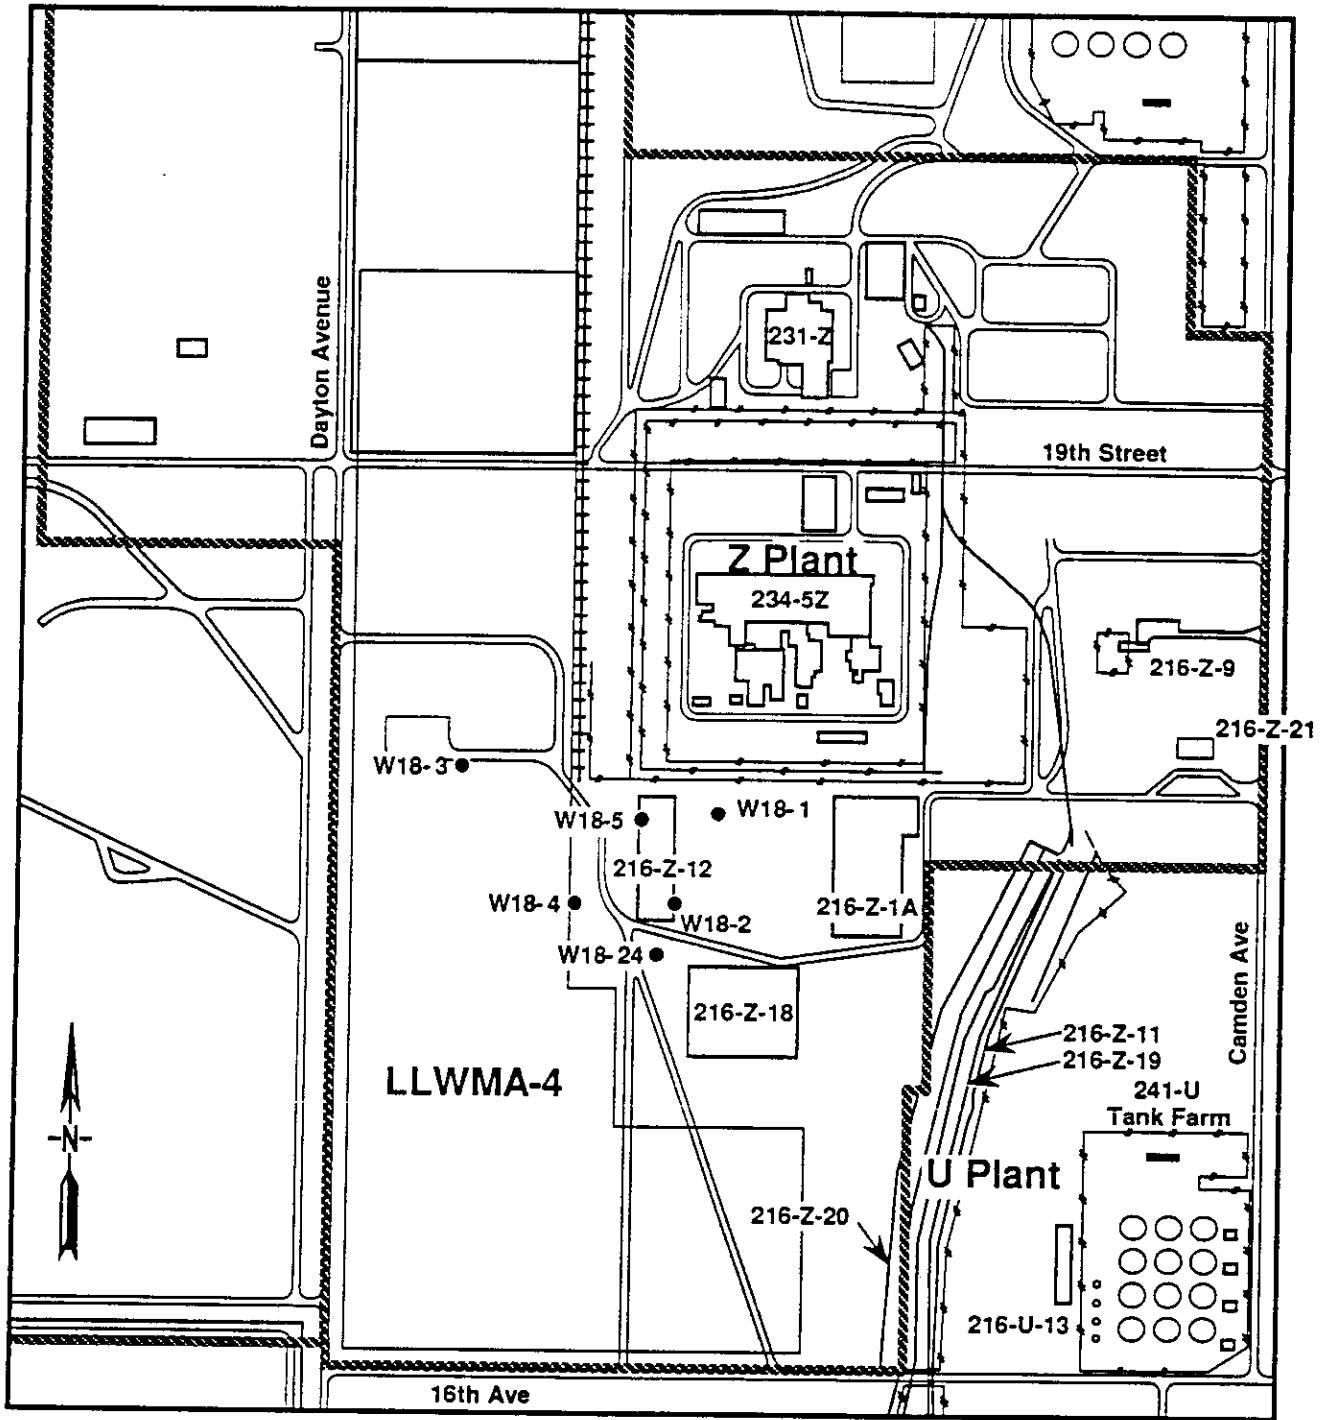 231-Z
Dayton Avenue
19th Street
Z Plant
234-5Z
216-Z-9
216-Z-21
W18-3
W18-1
W18-5
216-Z-12
W18-4
216-Z-1A
W18-2
W18-24
216-Z-18
Camden Ave
216-Z-11
216-Z-19
LLWMA-4
241-U
Tank Farm
N
U Plant
216-Z-20
216-U-13
16th Ave